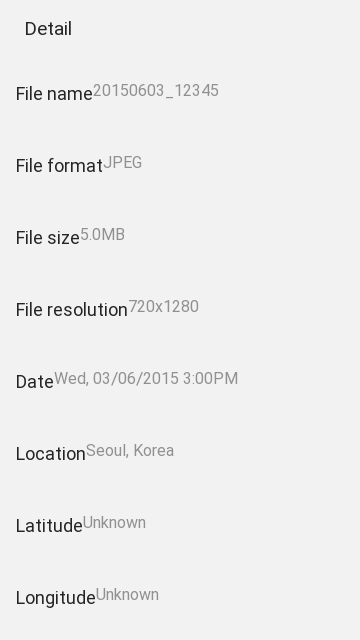 Detail
File name 20150603_12345
File format JPEG
File size 5.0MB
File resolution 720x1280
Date Wed, 03/06/2015 3:00PM
Location Seoul, Korea
Latitude Unknown
Longitude Unknown